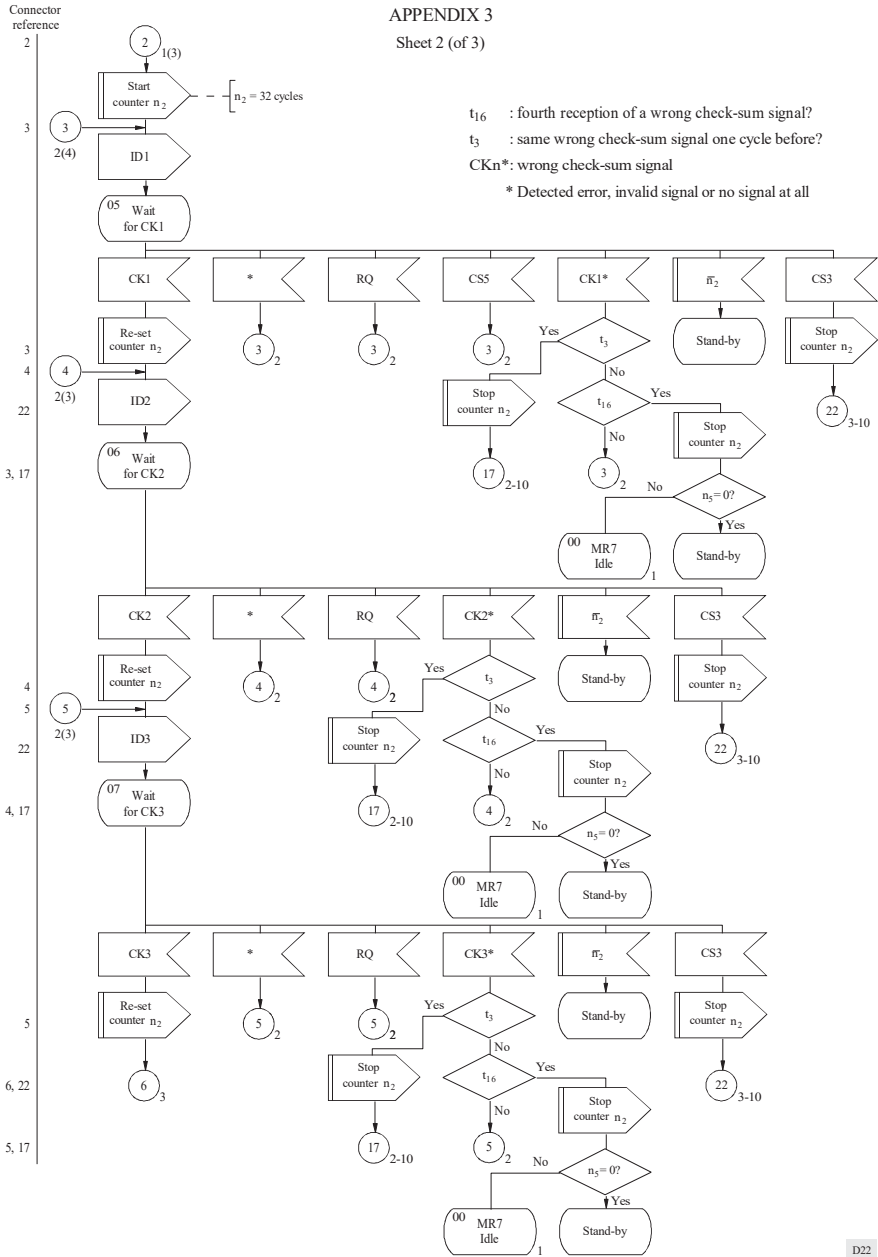 APPENDIX 3
Sheet 2 (of 3)
Connector
reference
2
2
1(3)
Start
counter n2
n2 = 32 cycles
t16 : fourth reception of a wrong check-sum signal?
t3 : same wrong check-sum signal one cycle before?
CKn*: wrong check-sum signal
* Detected error, invalid signal or no signal at all
3
3
2(4)
ID1
05 Wait
for CK1
CK1
*
RQ
CS5
CK1*
n̅2
CS3
3
Re-set
counter n2
3
2
3
2
3
2
Yes
t3
No
Stand-by
Stop
counter n2
4
4
2(3)
ID2
Stop
counter n2
t16
Yes
No
Stop
counter n2
22
3-10
22
3, 17
06 Wait
for CK2
17
2-10
3
2
No
n5 = 0?
Yes
00 MR7
Idle
1
Stand-by
CK2
*
RQ
CK2*
n̅2
CS3
4
Re-set
counter n2
4
2
4
2
Yes
t3
No
Stand-by
Stop
counter n2
5
5
2(3)
ID3
Stop
counter n2
t16
Yes
No
Stop
counter n2
22
3-10
22
4, 17
07 Wait
for CK3
17
2-10
4
2
No
n5 = 0?
Yes
00 MR7
Idle
1
Stand-by
CK3
*
RQ
CK3*
n̅2
CS3
5
Re-set
counter n2
5
2
5
2
Yes
t3
No
Stand-by
Stop
counter n2
6, 22
6
3
Stop
counter n2
t16
Yes
No
Stop
counter n2
22
3-10
5, 17
17
2-10
5
2
No
n5 = 0?
Yes
00 MR7
Idle
1
Stand-by
D22